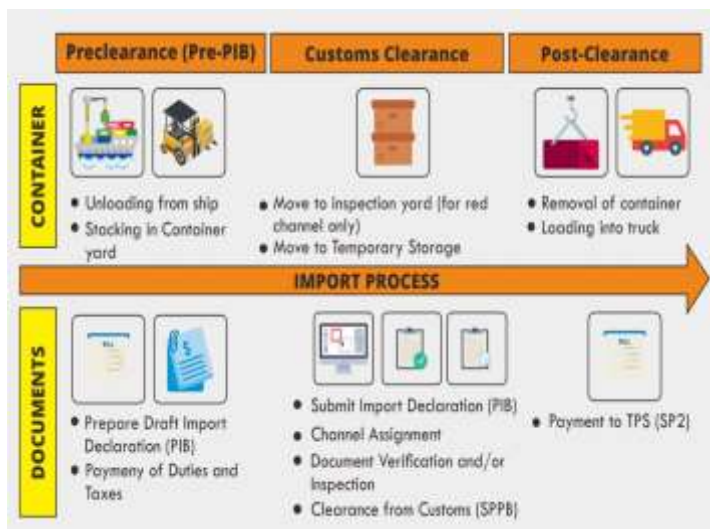 Preclearance (Pre-PIB)
Customs Clearance
Post-Clearance
CONTAINER
• Unloading from ship
• Stacking in Container
yard
• Move to inspection yard (for red
channel only)
• Move to Temporary Storage
• Removal of container
• Loading into truck
IMPORT PROCESS
DOCUMENTS
• Prepare Draft Import
Declaration (PIB)
• Paymeny of Duties and
Taxes
• Submit Import Declaration (PIB)
• Channel Assignment
• Document Verification and/or
Inspection
• Clearance from Customs (SPPB)
• Payment to TPS (SP2)